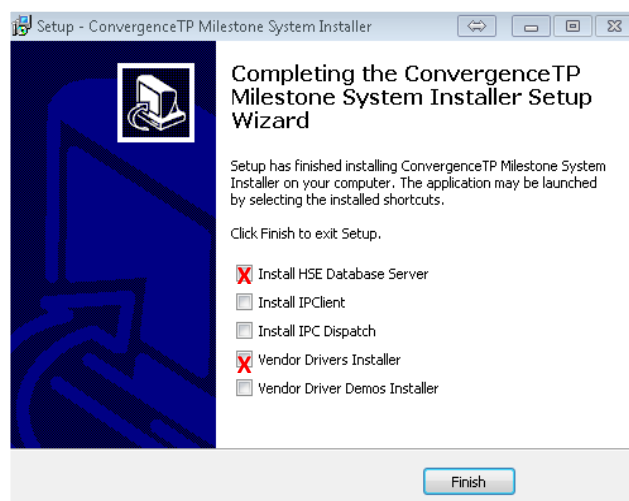 Setup - ConvergenceTP Milestone System Installer
Completing the ConvergenceTP
Milestone System Installer Setup
Wizard
Setup has finished installing ConvergenceTP Milestone System
Installer on your computer. The application may be launched
by selecting the installed shortcuts.
Click Finish to exit Setup.
X Install HSE Database Server
Install IPClient
Install IPC Dispatch
X Vendor Drivers Installer
Vendor Driver Demos Installer
Finish